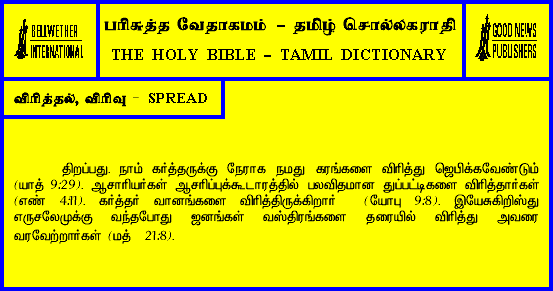 BELLWETHER
INTERNATIONAL
பரிசுத்த வேதாகமம் – தமிழ் சொல்லகராதி
THE HOLY BIBLE – TAMIL DICTIONARY
GOOD NEWS
PUBLISHERS
விரித்தல், விரிவு - SPREAD
திறப்பது. நாம் கர்த்தருக்கு நேராக நமது கரங்களை விரித்து ஜெபிக்கவேண்டும்
(யாத் 9:29). ஆசாரியர்கள் ஆசரிப்புக்கூடாரத்தில் பலவிதமான துப்பட்டிகளை விரித்தார்கள்
(எண் 4:11). கர்த்தர் வானங்களை விரித்திருக்கிறார் (யோபு 9:8). இயேசுகிறிஸ்து
எருசலேமுக்கு வந்தபோது ஜனங்கள் வஸ்திரங்களை தரையில் விரித்து அவரை
வரவேற்றார்கள் (மத் 21:8).